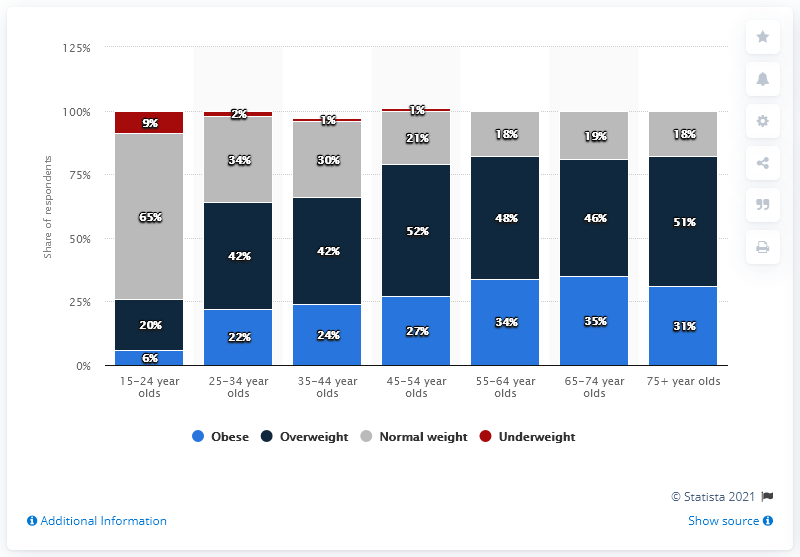 125%
100%
75%
50%
25%
0%
Share of respondents
9%
65%
20%
6%
2%
34%
42%
22%
1%
30%
42%
24%
1%
21%
52%
27%
18%
48%
34%
19%
46%
35%
18%
51%
31%
15-24 year olds
25-34 year olds
35-44 year olds
45-54 year olds
55-64 year olds
65-74 year olds
75+ year olds
Obese Overweight Normal weight Underweight
© Statista 2021
Additional Information
Show source